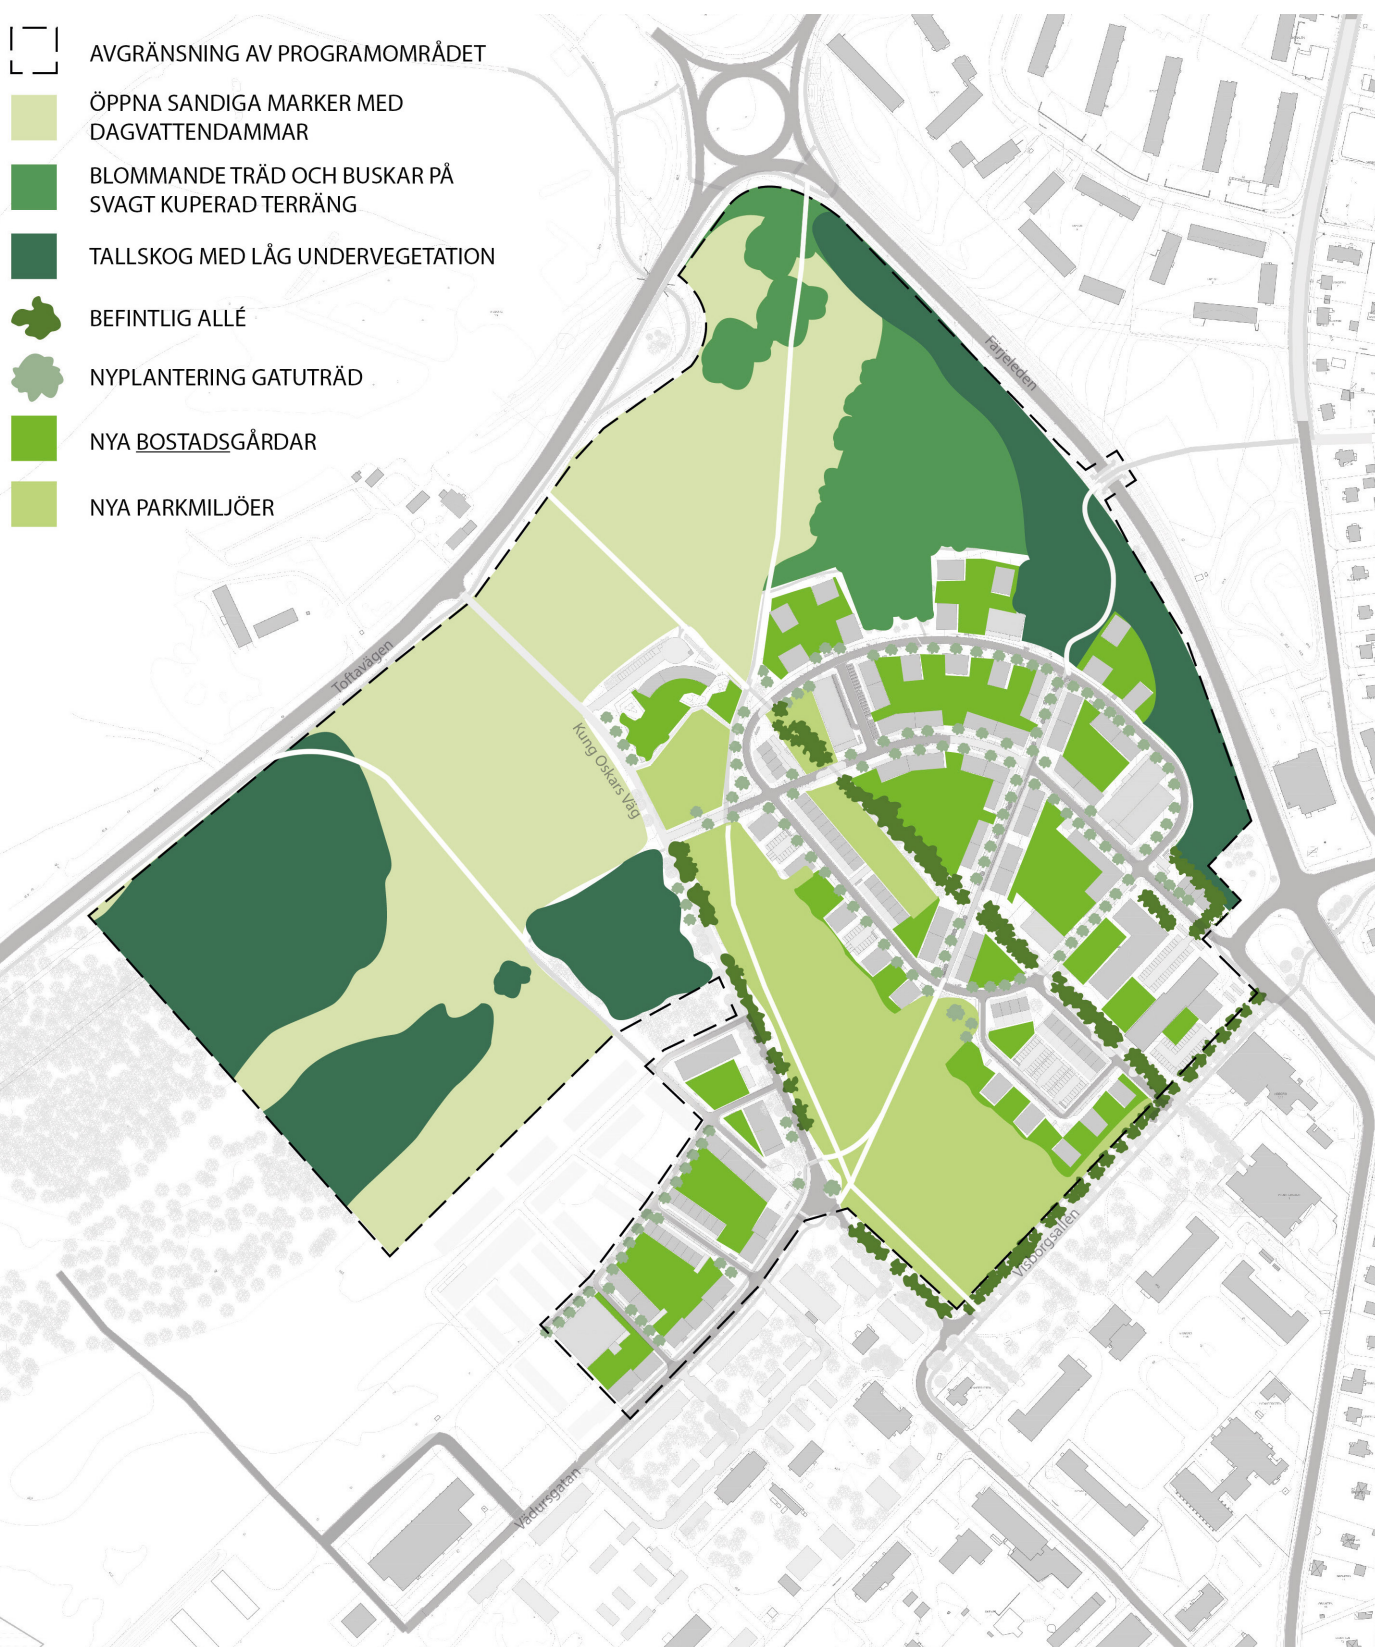 AVGRÄNSNING AV PROGRAMOMRÅDET
ÖPPNA SANDIGA MARKER MED
DAGVATTENDAMMAR
BLOMMANDE TRÄD OCH BUSKAR PÅ
SVAGT KUPERAD TERRÄNG
TALLSKOG MED LÅG UNDERVEGETATION
BEFINTLIG ALLÉ
NYPLANTERING GATUTRÄD
NYA BOSTADSGÅRDAR
NYA PARKMILJÖER
Färjeleden
Toftavägen
Kung Oskars Väg
Visborgsallén
Vädursgatan